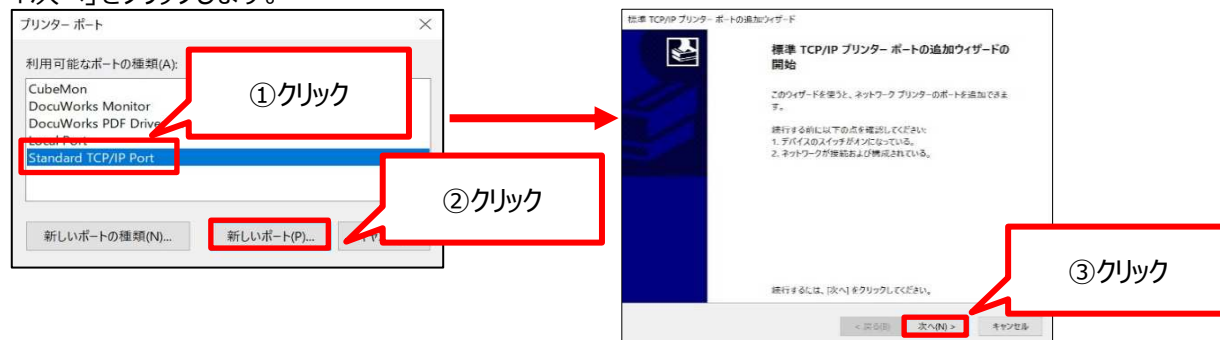 次へ」をクリックします。
プリンター ポート
利用可能なポートの種類(A):
CubeMon
DocuWorks Monitor
DocuWorks PDF Drive
Local Port
Standard TCP/IP Port
①クリック
②クリック
新しいポートの種類(N)...
新しいポート(P)...
標準 TCP/IP プリンター ポートの追加ウィザード
標準 TCP/IP プリンター ポートの追加ウィザードの
開始
このウィザードを使うと、ネットワーク プリンターのポートを追加できま
す。
続行する前に以下の点を確認してください:
1. デバイスのスイッチがオンになっている。
2. ネットワークが接続および構成されている。
③クリック
続行するには、[次へ] をクリックしてください。
< 戻る(B)
次へ(N) >
キャンセル